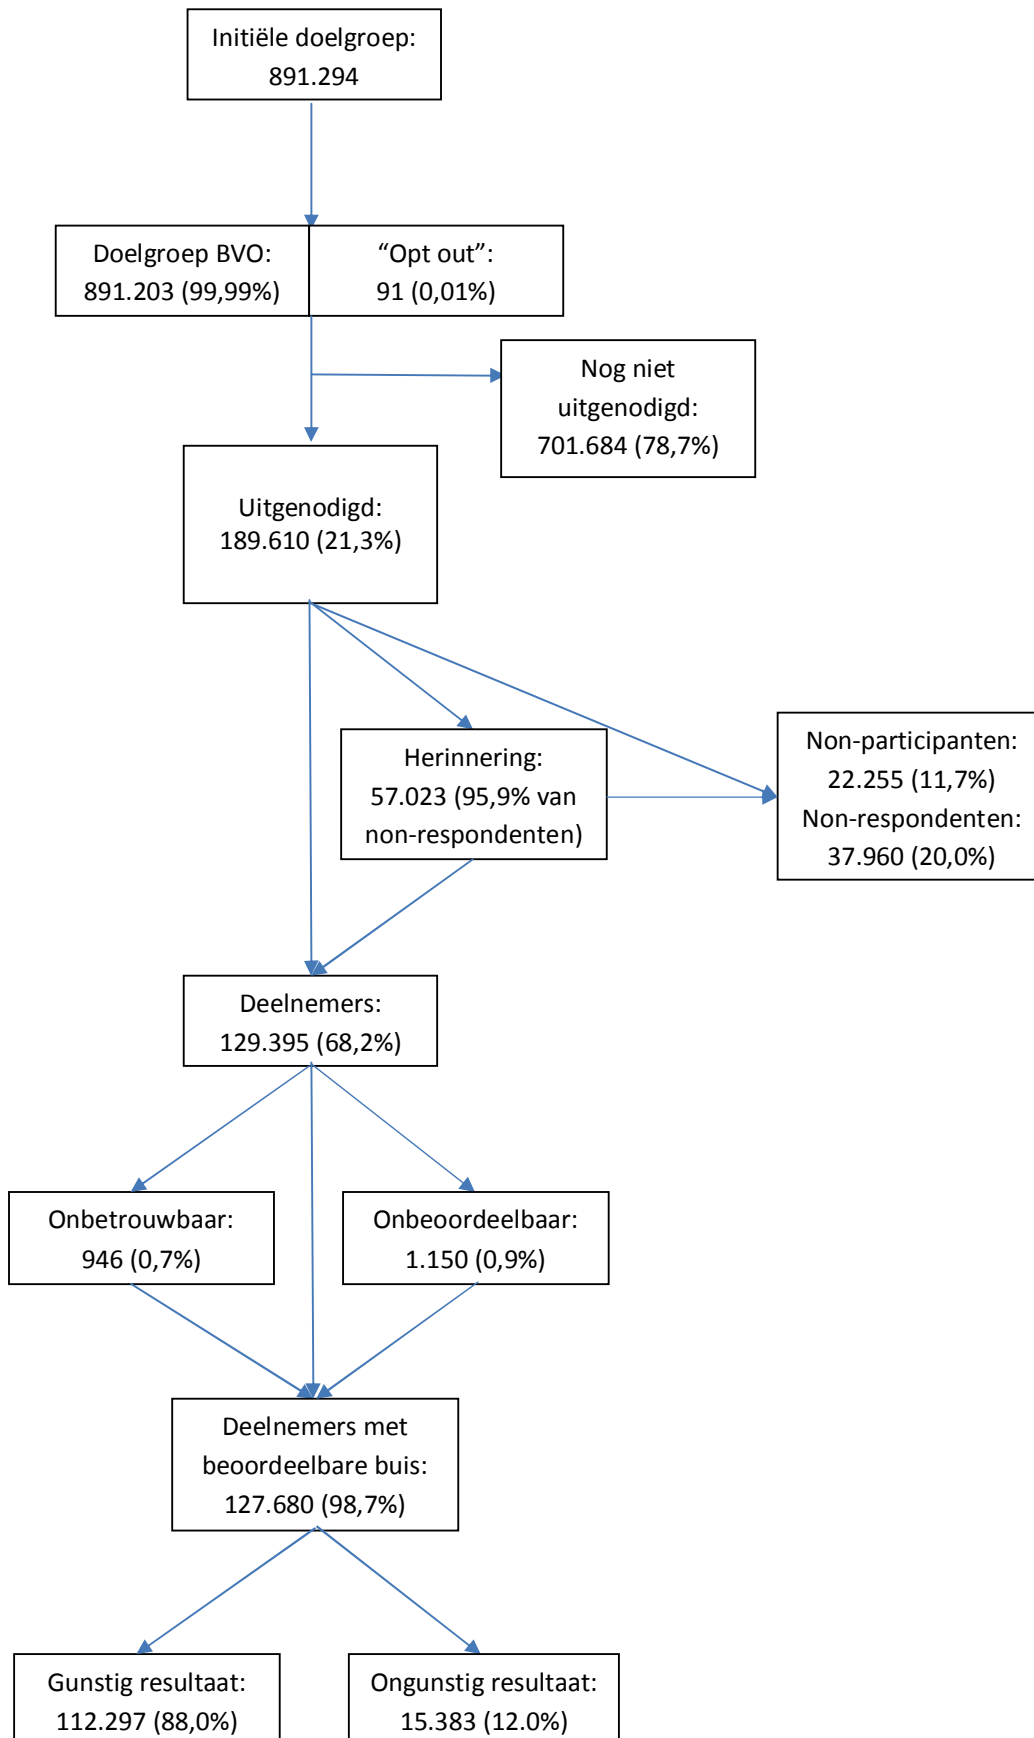 Initiële doelgroep:
891.294
Doelgroep BVO:
891.203 (99,99%)
“Opt out”:
91 (0,01%)
Nog niet
uitgenodigd:
701.684 (78,7%)
Uitgenodigd:
189.610 (21,3%)
Herinnering:
57.023 (95,9% van
non-respondenten)
Non-participanten:
22.255 (11,7%)
Non-respondenten:
37.960 (20,0%)
Deelnemers:
129.395 (68,2%)
Onbetrouwbaar:
946 (0,7%)
Onbeoordeelbaar:
1.150 (0,9%)
Deelnemers met
beoordeelbare buis:
127.680 (98,7%)
Gunstig resultaat:
112.297 (88,0%)
Ongunstig resultaat:
15.383 (12.0%)